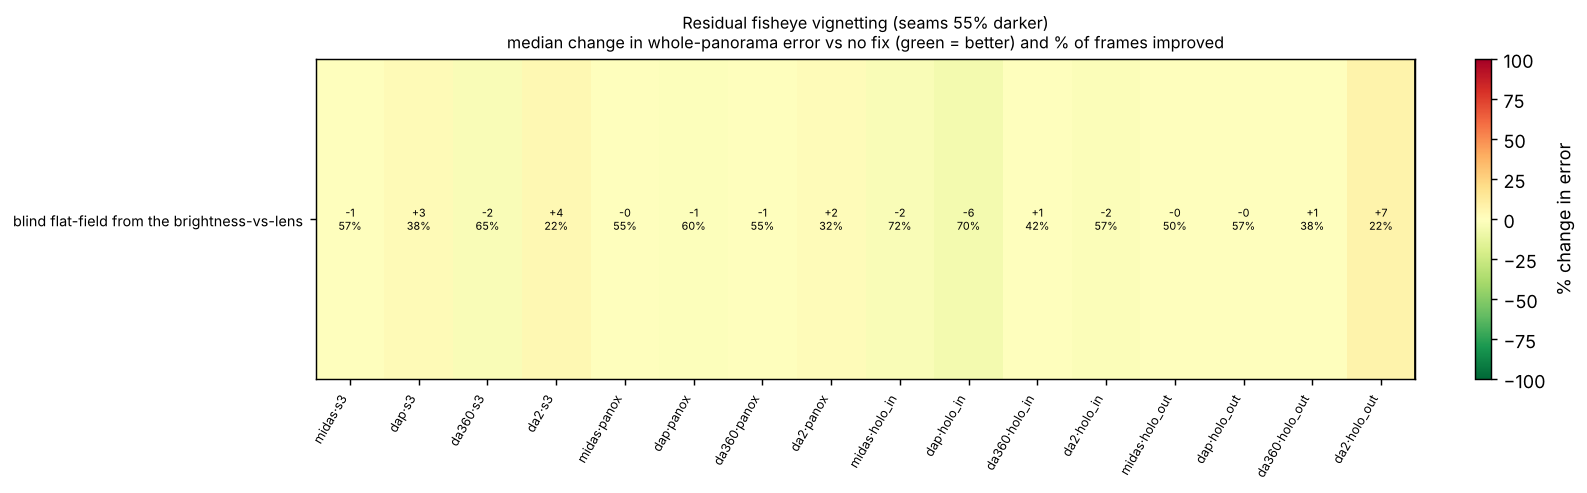 Residual fisheye vignetting (seams 55% darker)
median change in whole-panorama error vs no fix (green = better) and % of frames improved
blind flat-field from the brightness-vs-lens
-1 +3 -2 +4 -0 -1 -1 +2 -2 -6 +1 -2 -0 -0 +1 +7
57% 38% 65% 22% 55% 60% 55% 32% 72% 70% 42% 57% 50% 57% 38% 22%
midas·s3
dap·s3
da360·s3
da2·s3
midas·panox
dap·panox
da360·panox
da2·panox
midas·holo_in
dap·holo_in
da360·holo_in
da2·holo_in
midas·holo_out
dap·holo_out
da360·holo_out
da2·holo_out
100
75
50
25
0
−25
−50
−75
−100
% change in error